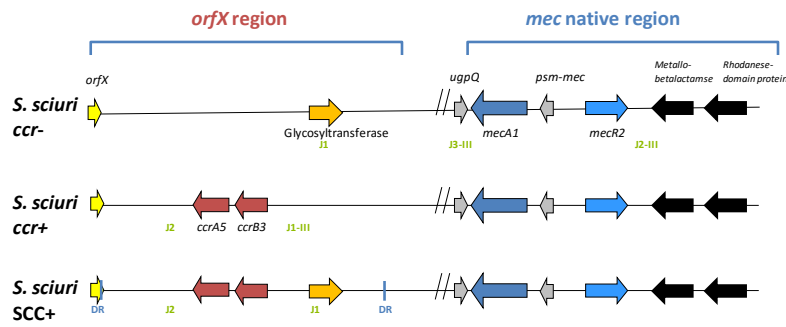 orfX region
mec native region
orfX
ugpQ
psm-mec
Metallo-
betalactamse
Rhodanese-
domain protein
S. sciuri
ccr-
Glycosyltransferase
mecA1
mecR2
J1
J3-III
J2-III
S. sciuri
ccr+
J2
ccrA5
ccrB3
J1-III
S. sciuri
SCC+
DR
J2
J1
DR